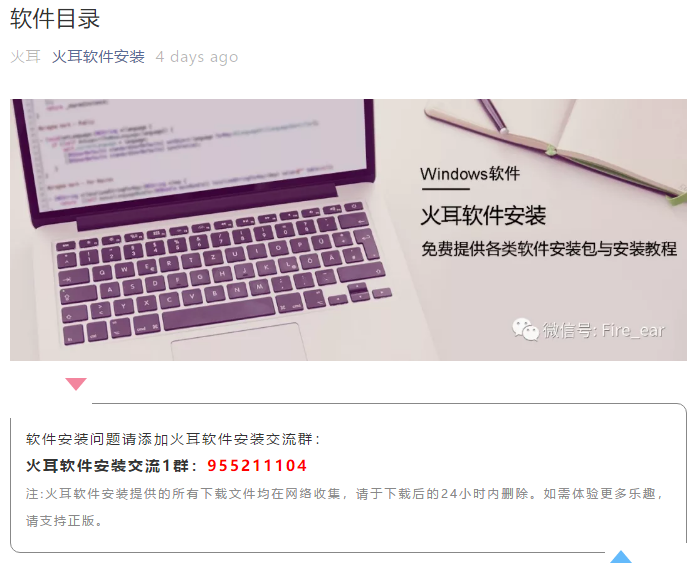 软件目录
火耳 火耳软件安装 4 days ago
Windows软件
火耳软件安装
免费提供各类软件安装包与安装教程
微信号: Fire_ear
软件安装问题请添加火耳软件安装交流群：
火耳软件安装交流1群：955211104
注:火耳软件安装提供的所有下载文件均在网络收集，请于下载后的24小时内删除。如需体验更多乐趣，
请支持正版。